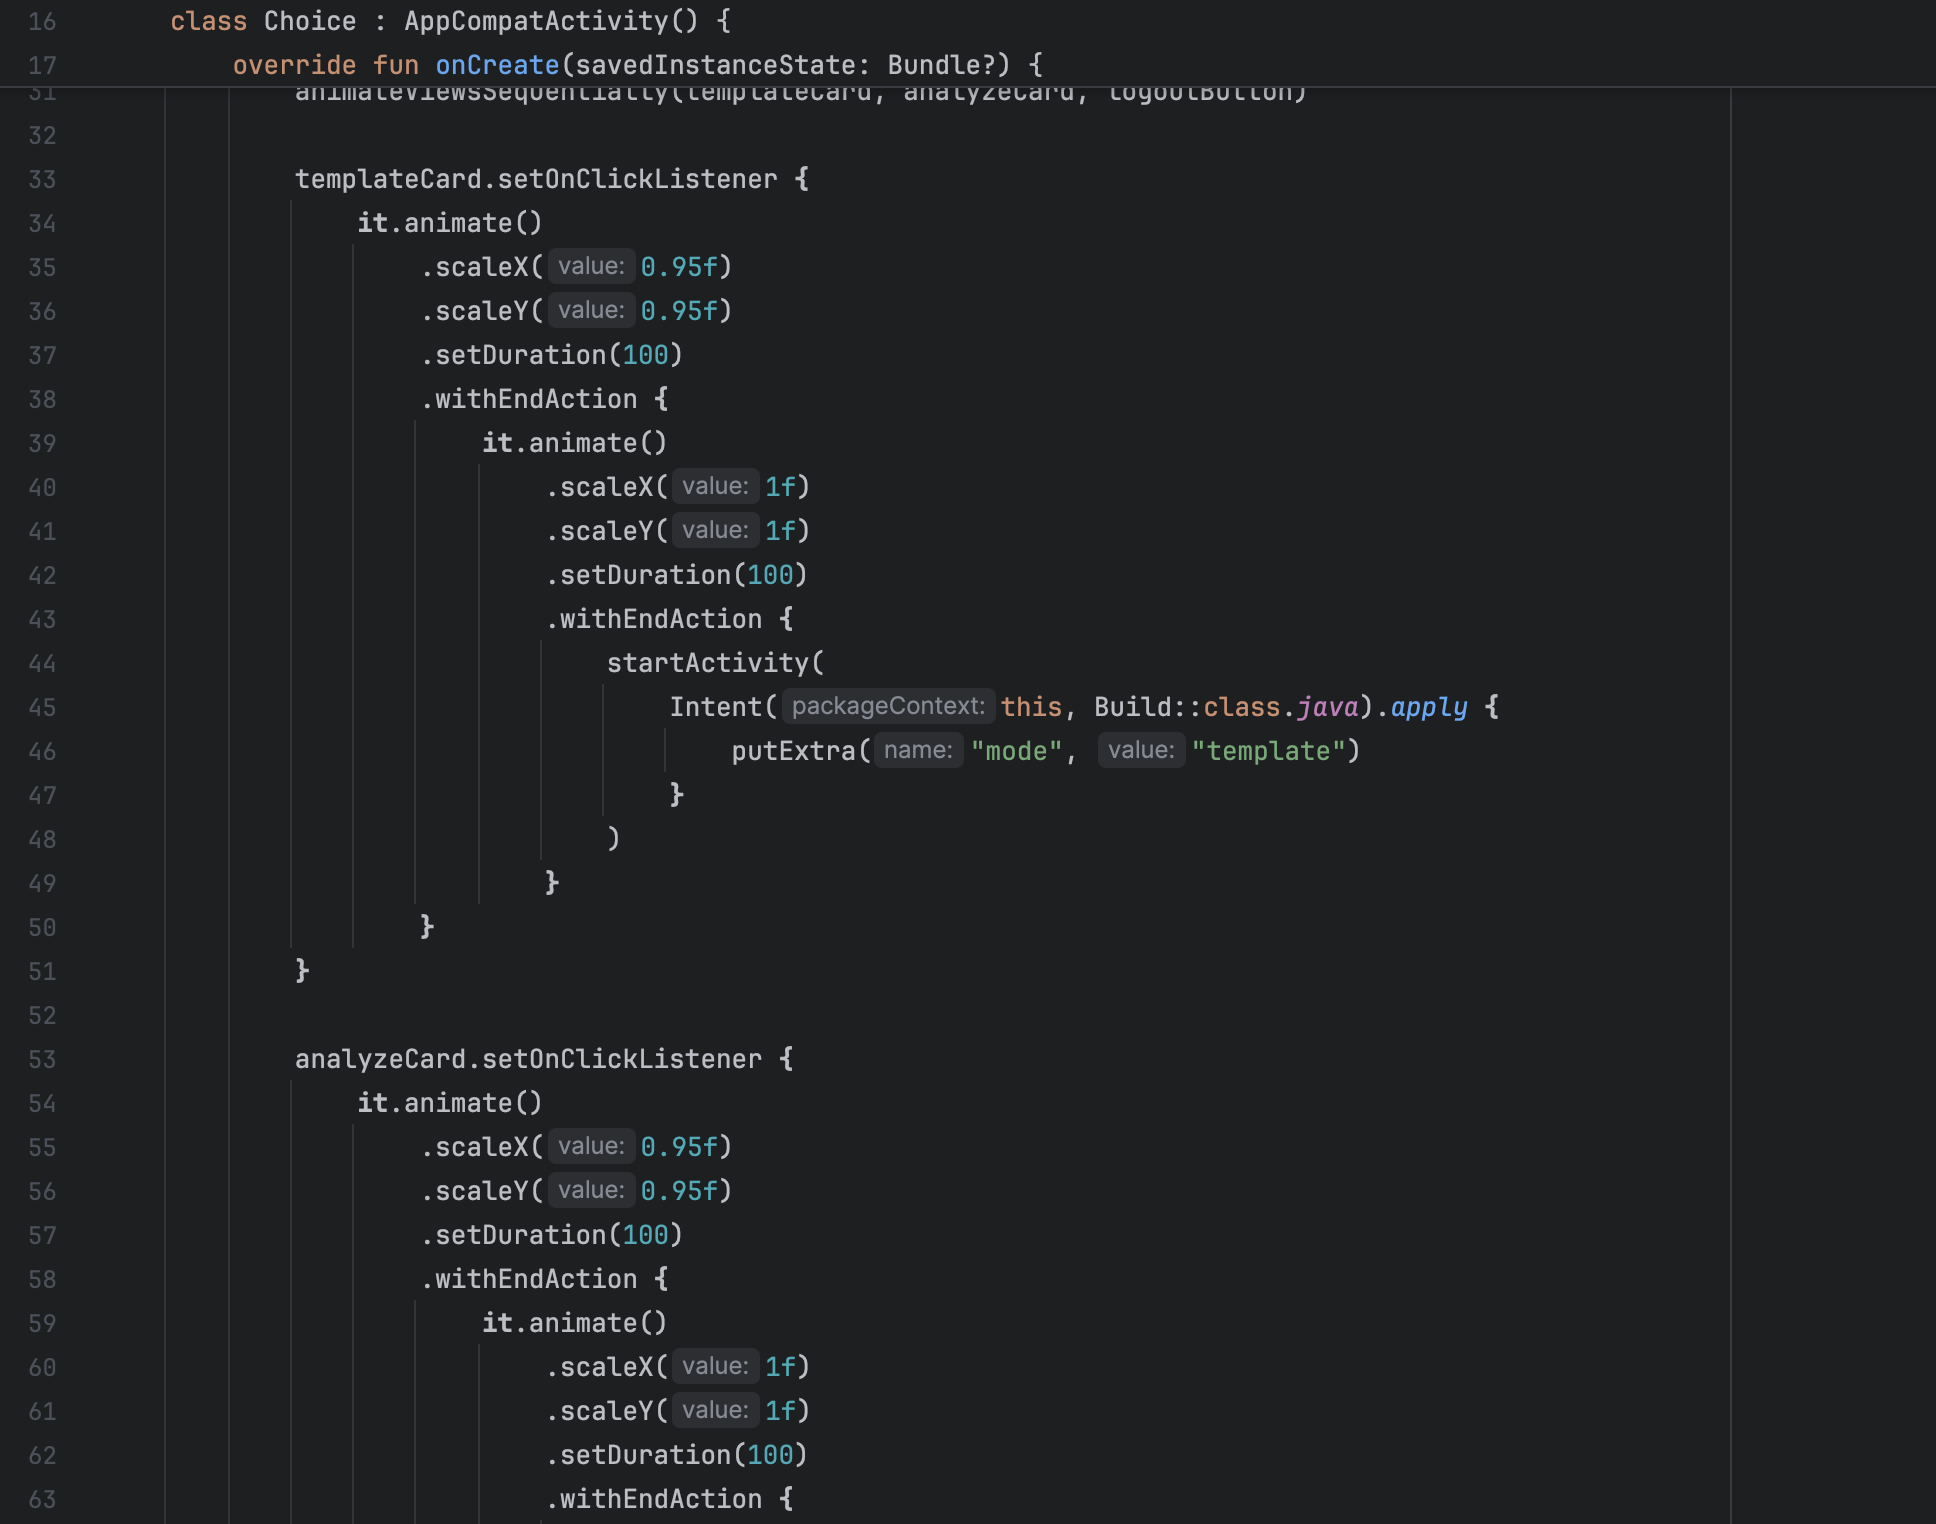 16 class Choice : AppCompatActivity() {
17 override fun onCreate(savedInstanceState: Bundle?) {
31 animateViewsSequentially(templateCard, analyzeCard, logoutButton)
32
33 templateCard.setOnClickListener {
34 it.animate()
35 .scaleX( value: 0.95f)
36 .scaleY( value: 0.95f)
37 .setDuration(100)
38 .withEndAction {
39 it.animate()
40 .scaleX( value: 1f)
41 .scaleY( value: 1f)
42 .setDuration(100)
43 .withEndAction {
44 startActivity(
45 Intent( packageContext: this, Build::class.java).apply {
46 putExtra( name: "mode", value: "template")
47 }
48 )
49 }
50 }
51 }
52
53 analyzeCard.setOnClickListener {
54 it.animate()
55 .scaleX( value: 0.95f)
56 .scaleY( value: 0.95f)
57 .setDuration(100)
58 .withEndAction {
59 it.animate()
60 .scaleX( value: 1f)
61 .scaleY( value: 1f)
62 .setDuration(100)
63 .withEndAction {